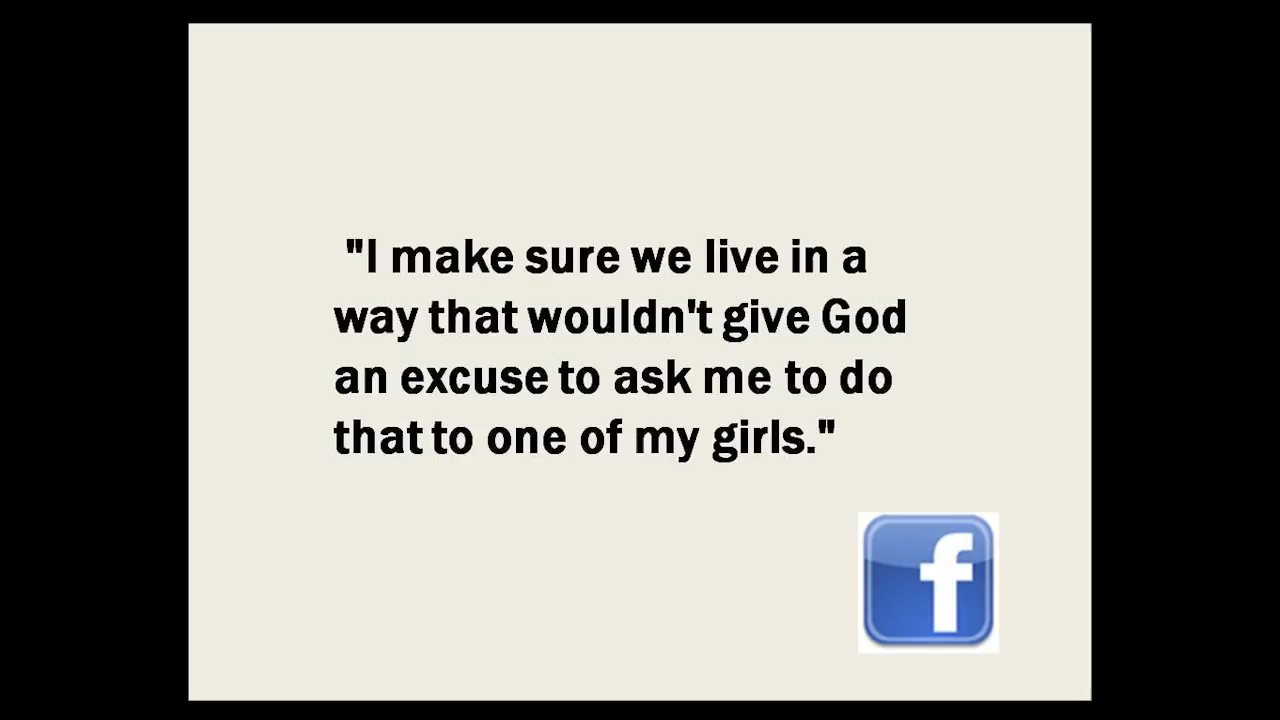 "I make sure we live in a
way that wouldn't give God
an excuse to ask me to do
that to one of my girls."
f